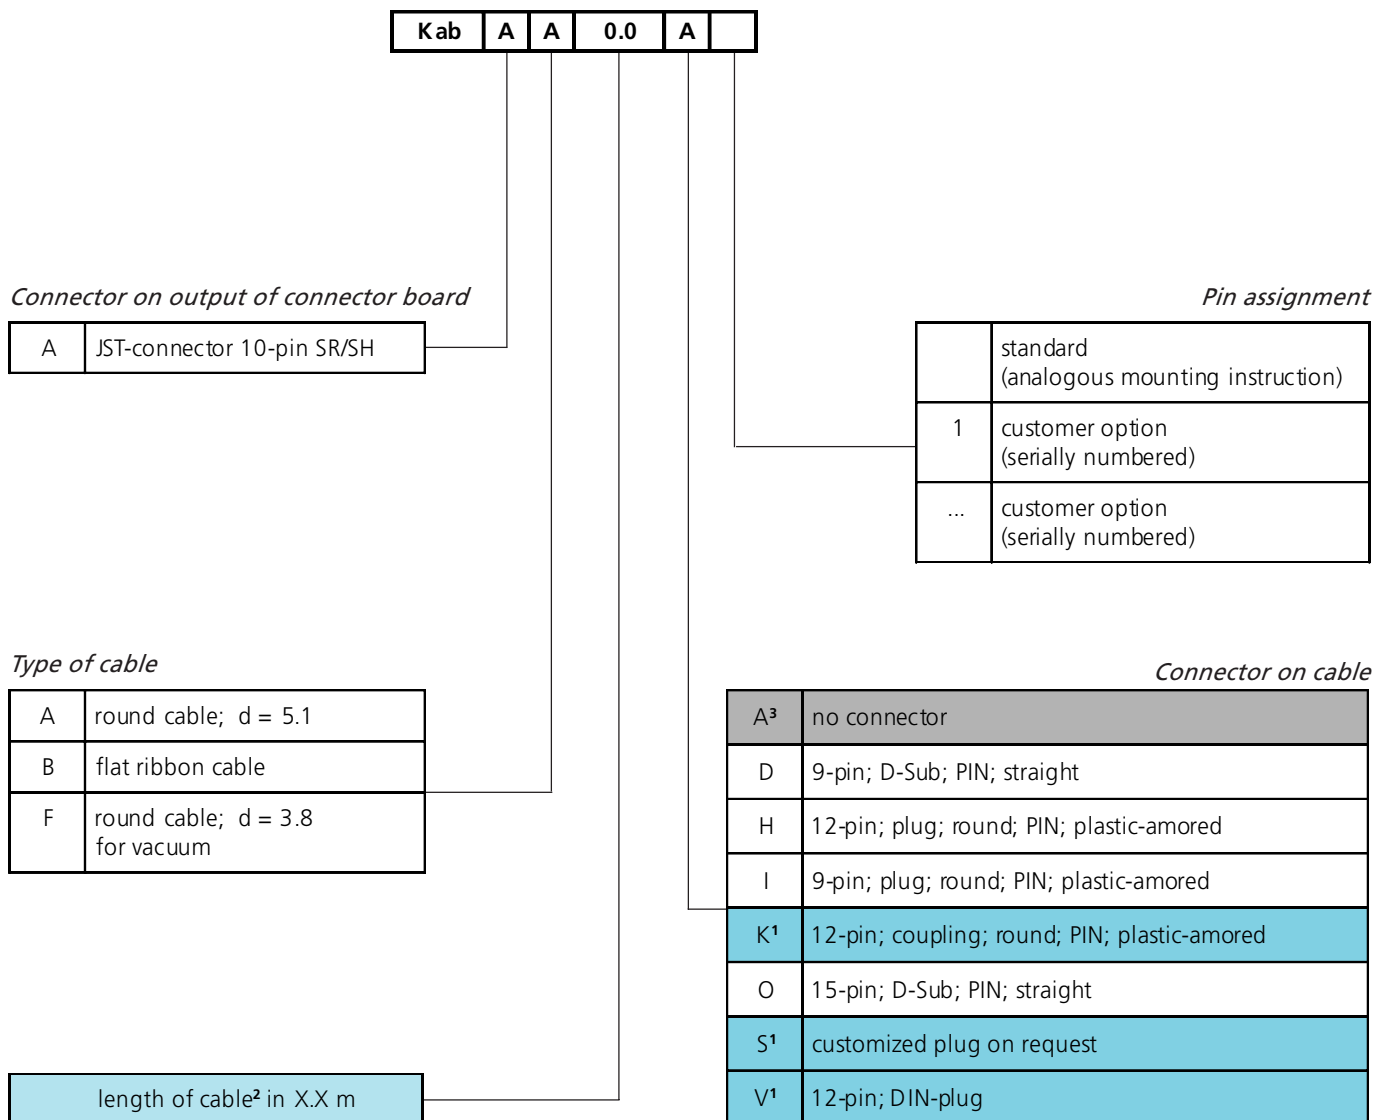 Kab A A 0.0 A
Connector on output of connector board
A JST-connector 10-pin SR/SH
Pin assignment
standard
(analogous mounting instruction)
1 customer option
(serially numbered)
... customer option
(serially numbered)
Type of cable
A round cable; d = 5.1
B flat ribbon cable
F round cable; d = 3.8
for vacuum
length of cable² in X.X m
Connector on cable
A³ no connector
D 9-pin; D-Sub; PIN; straight
H 12-pin; plug; round; PIN; plastic-amored
I 9-pin; plug; round; PIN; plastic-amored
K¹ 12-pin; coupling; round; PIN; plastic-amored
O 15-pin; D-Sub; PIN; straight
S¹ customized plug on request
V¹ 12-pin; DIN-plug